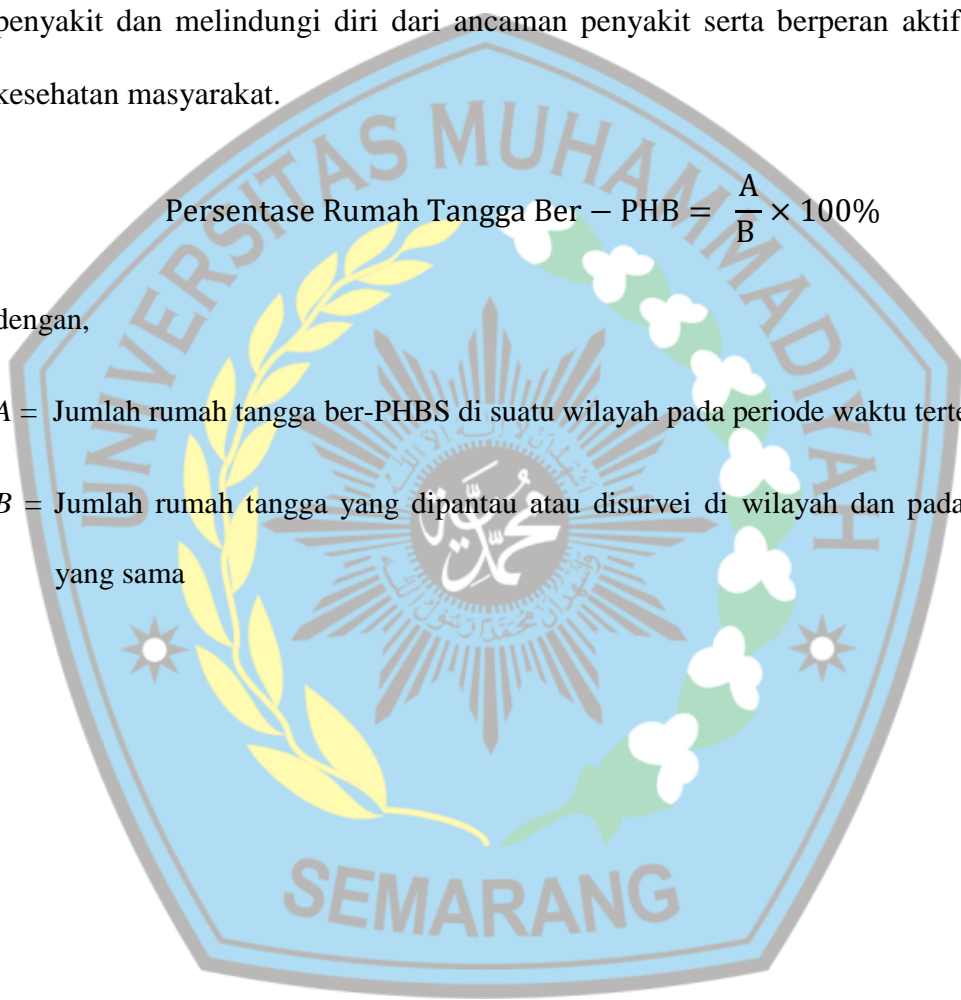 penyakit dan melindungi diri dari ancaman penyakit serta berperan aktif
kesehatan masyarakat.
Persentase Rumah Tangga Ber – PHB = A/B × 100%
dengan,
A = Jumlah rumah tangga ber-PHBS di suatu wilayah pada periode waktu terte
B = Jumlah rumah tangga yang dipantau atau disurvei di wilayah dan pada
yang sama
UNIVERSITAS MUHAMMADIYAH
SEMARANG